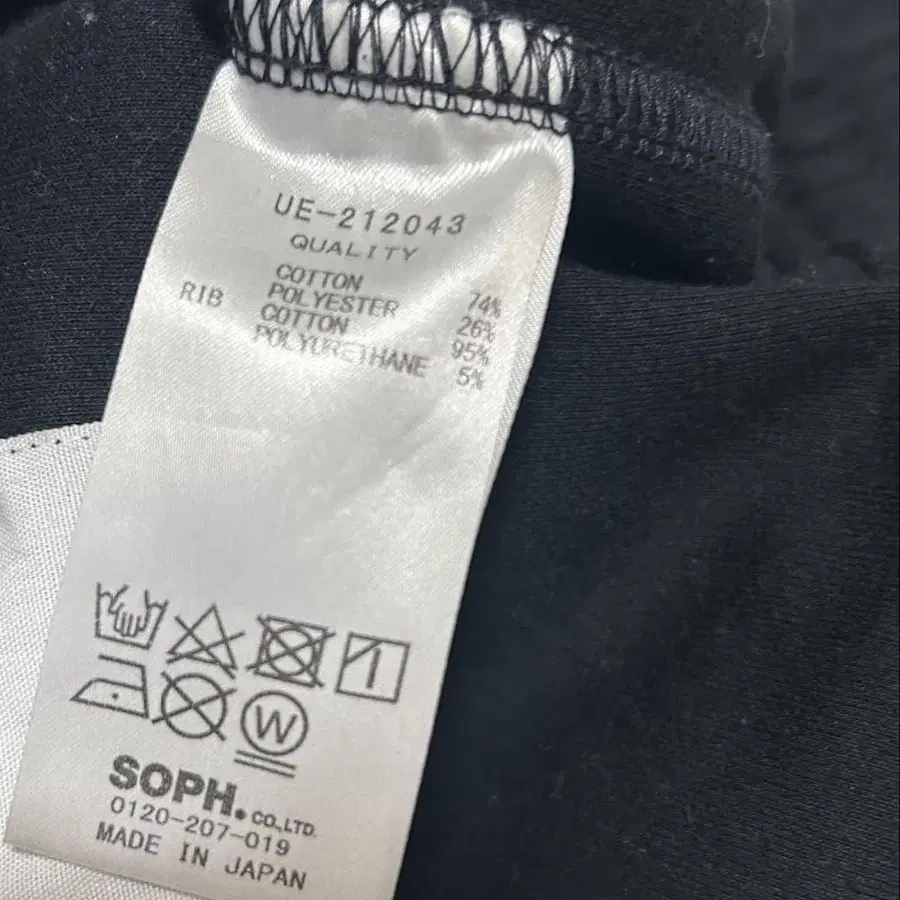 UE-212043
QUALITY
COTTON 74%
POLYESTER 26%
RIB COTTON 95%
POLYURETHANE 5%
W
SOPH. CO.,LTD.
0120-207-019
MADE IN JAPAN